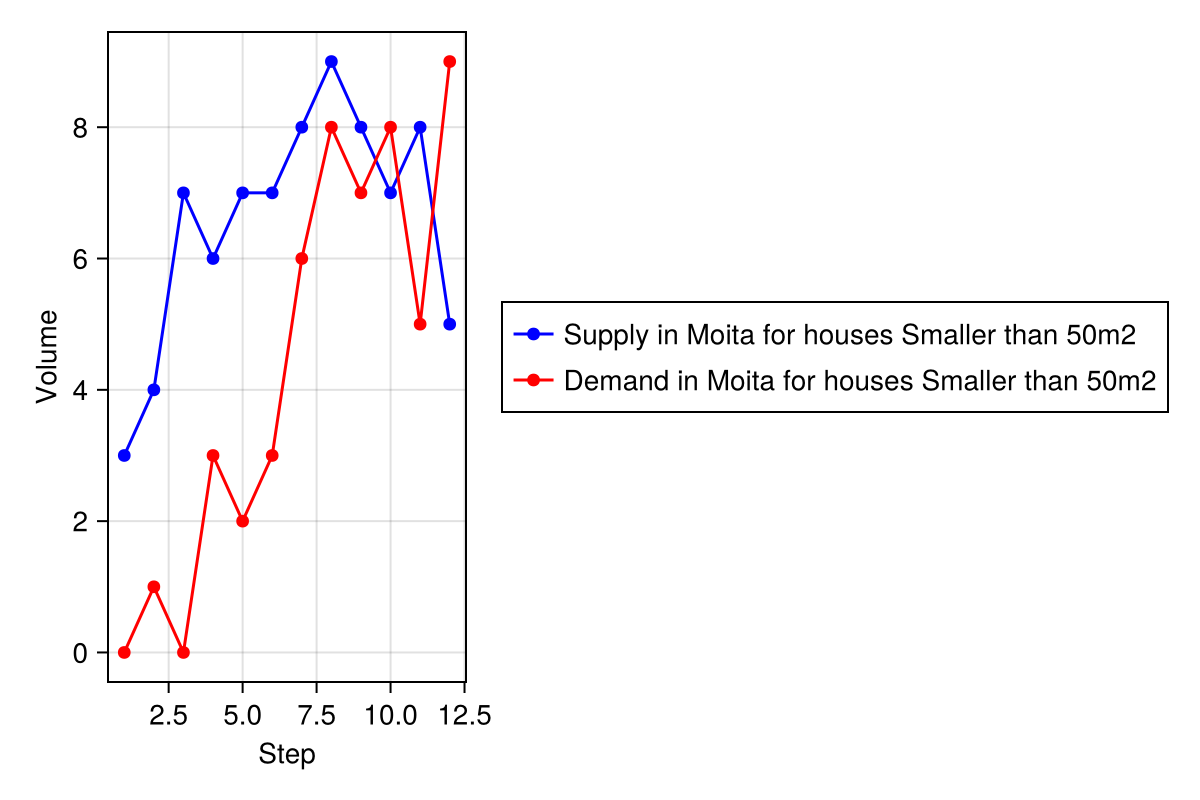 8
6
4
2
0
Volume
2.5 5.0 7.5 10.0 12.5
Step
Supply in Moita for houses Smaller than 50m2
Demand in Moita for houses Smaller than 50m2